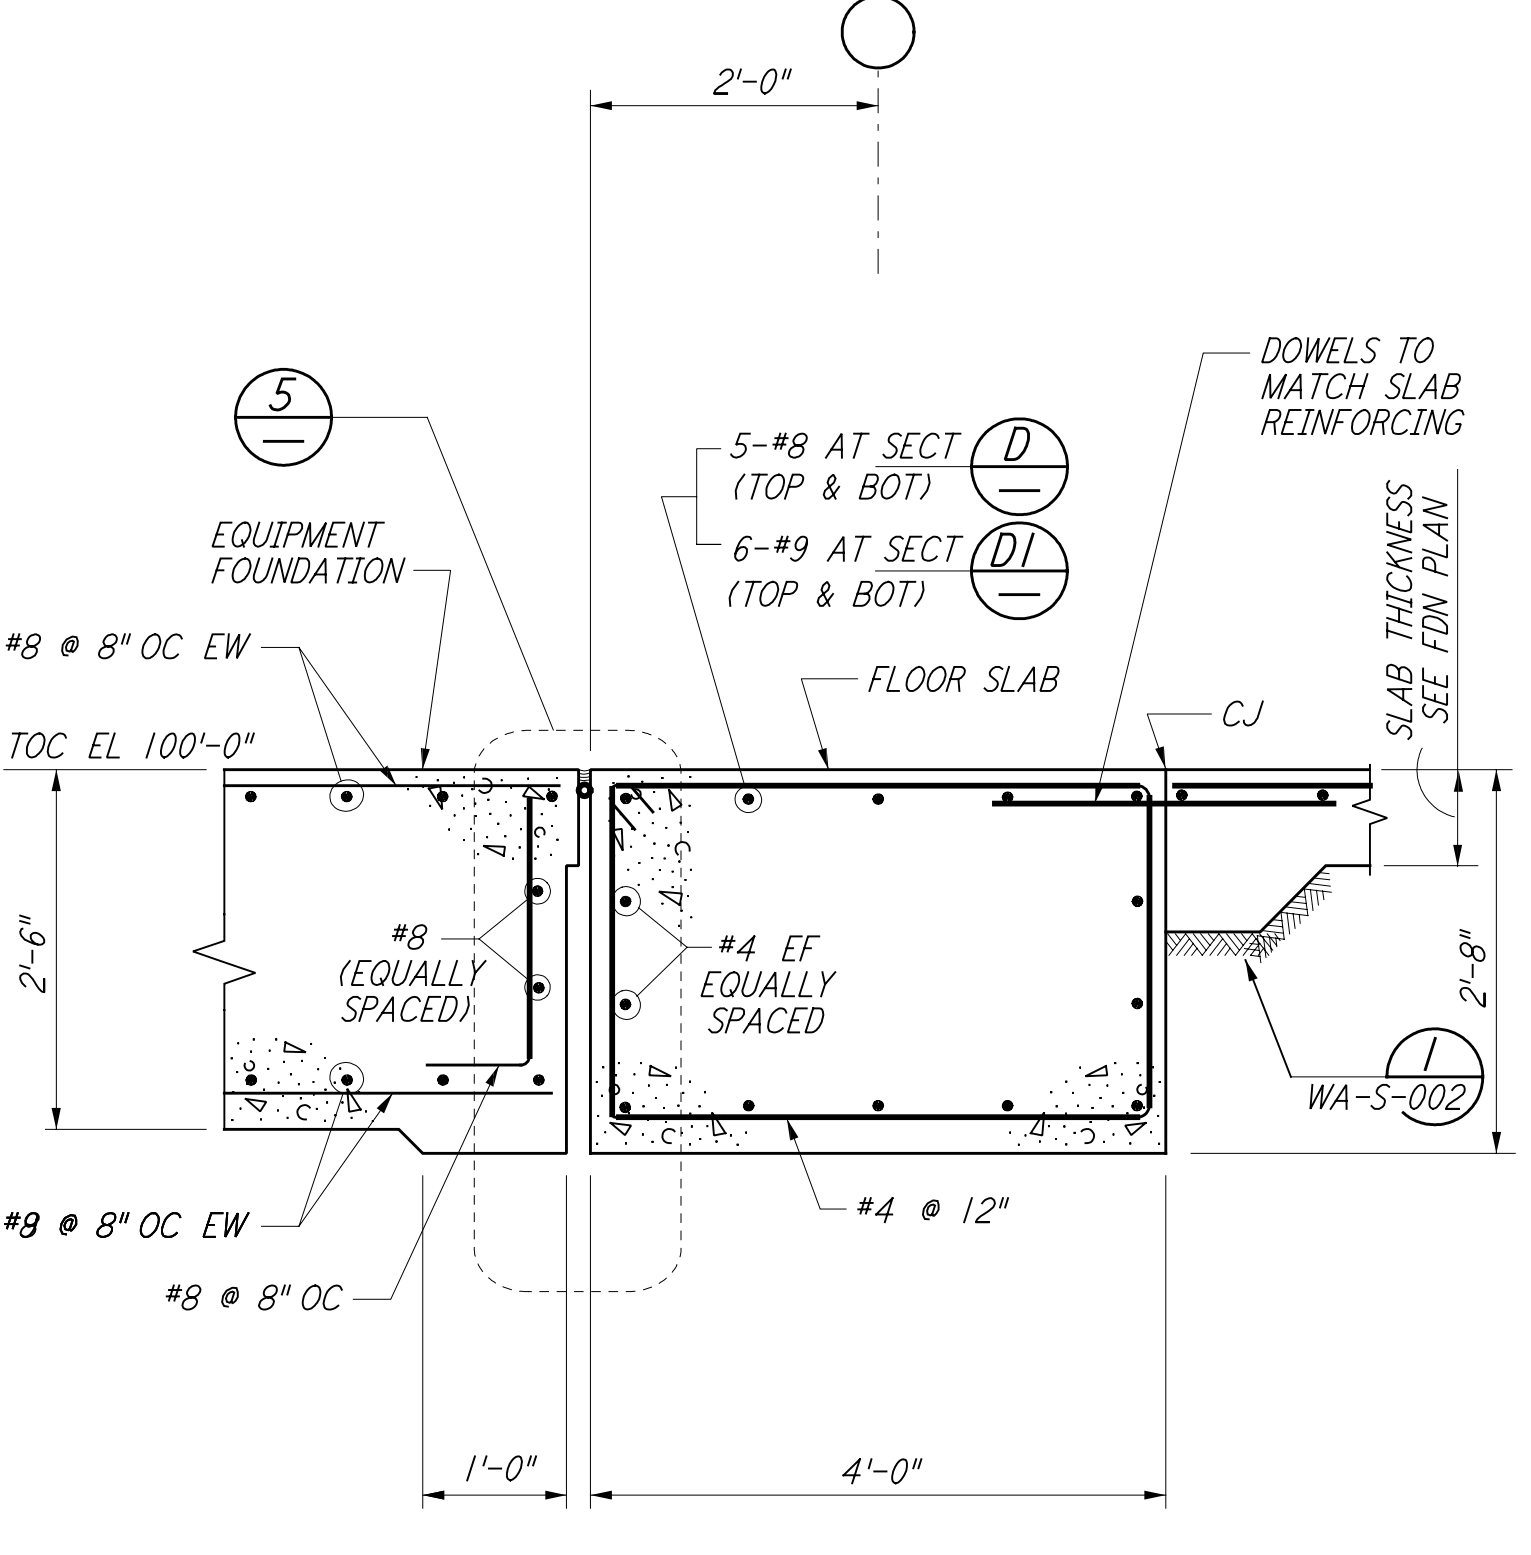 2'-0"
DOWELS TO
MATCH SLAB
REINFORCING
5
5-#8 AT SECT D
(TOP & BOT)
6-#9 AT SECT D1
(TOP & BOT)
SLAB THICKNESS
SEE FDN PLAN
EQUIPMENT
FOUNDATION
#8 @ 8" OC EW
FLOOR SLAB
CJ
TOC EL 100'-0"
2'-6"
#8
(EQUALLY
SPACED)
#4 EF
EQUALLY
SPACED
2'-8"
1
WA-S-002
#8 @ 8" OC EW
#4 @ 12"
#8 @ 8" OC
1'-0"
4'-0"